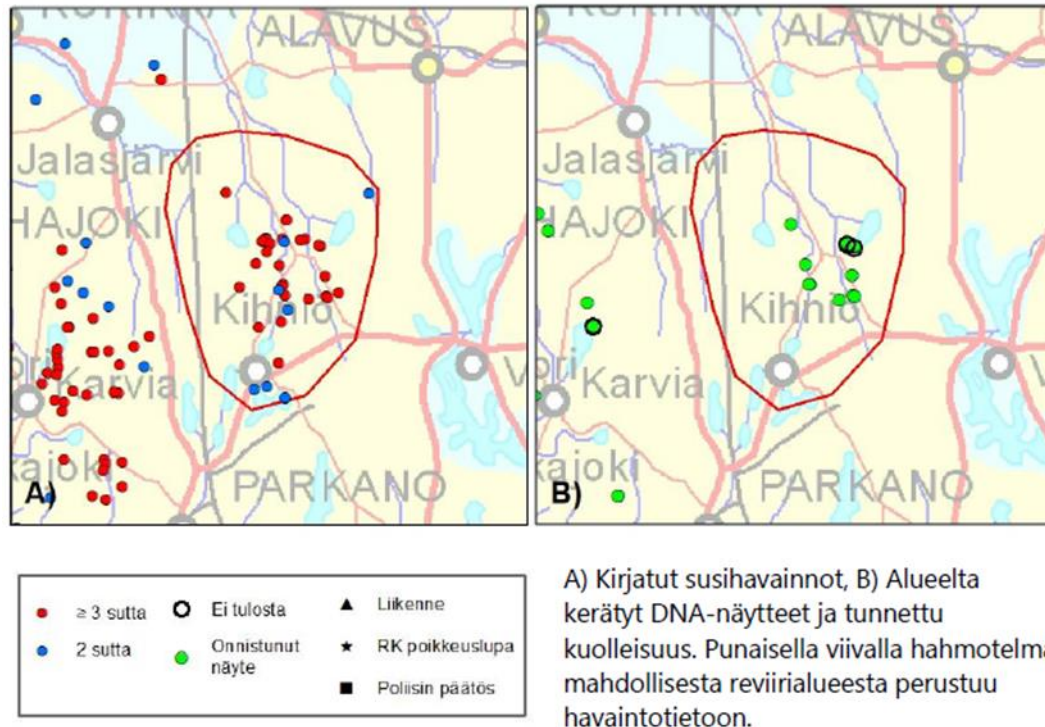 ALAVUS
Jalasjärvi
HAJOKI
Kihniö
Karvia
PARKANO
A)
ALAVUS
Jalasjärvi
HAJOKI
Kihniö
Karvia
PARKANO
B)
≥ 3 sutta
2 sutta
Ei tulosta
Onnistunut
näyte
Liikenne
RK poikkeuslupa
Poliisin päätös
A) Kirjatut susihavainnot, B) Alueelta
kerätyt DNA-näytteet ja tunnettu
kuolleisuus. Punaisella viivalla hahmotelma
mahdollisesta reviirialueesta perustuu
havaintotietoon.